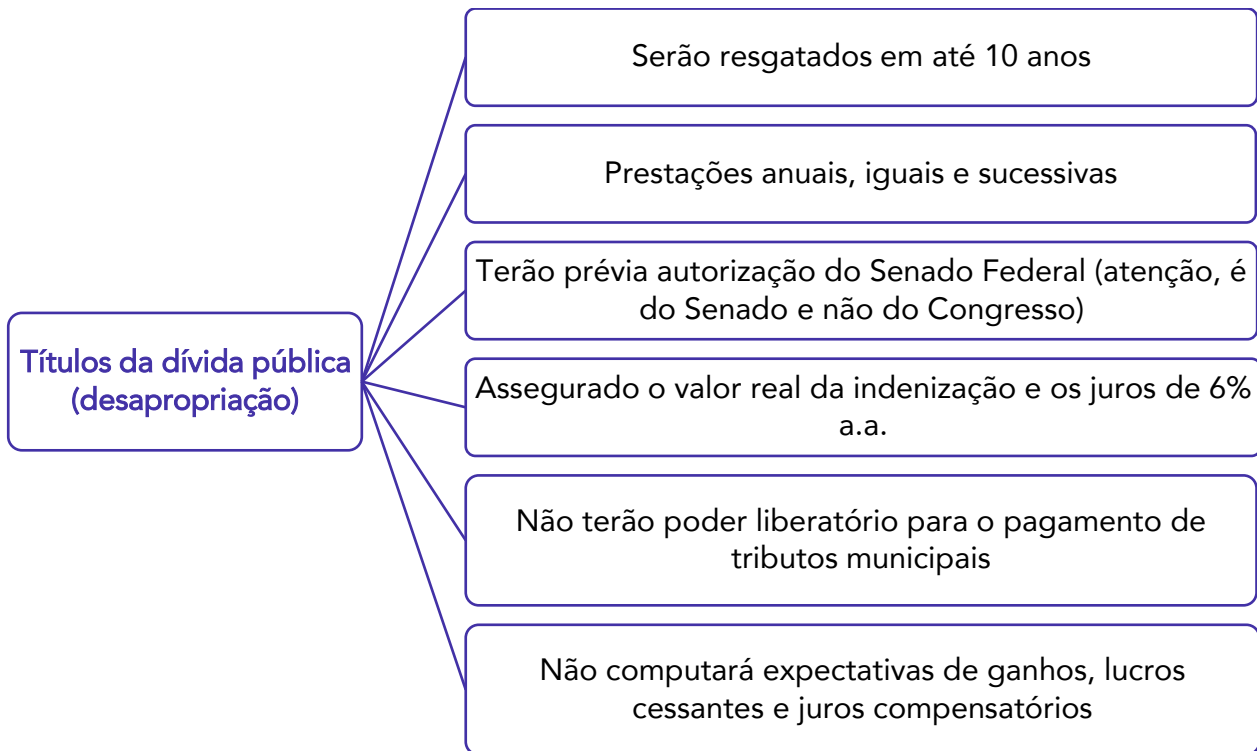 Serão resgatados em até 10 anos
Prestações anuais, iguais e sucessivas
Terão prévia autorização do Senado Federal (atenção, é
do Senado e não do Congresso)
Títulos da dívida pública
(desapropriação)
Assegurado o valor real da indenização e os juros de 6%
a.a.
Não terão poder liberatório para o pagamento de
tributos municipais
Não computará expectativas de ganhos, lucros
cessantes e juros compensatórios